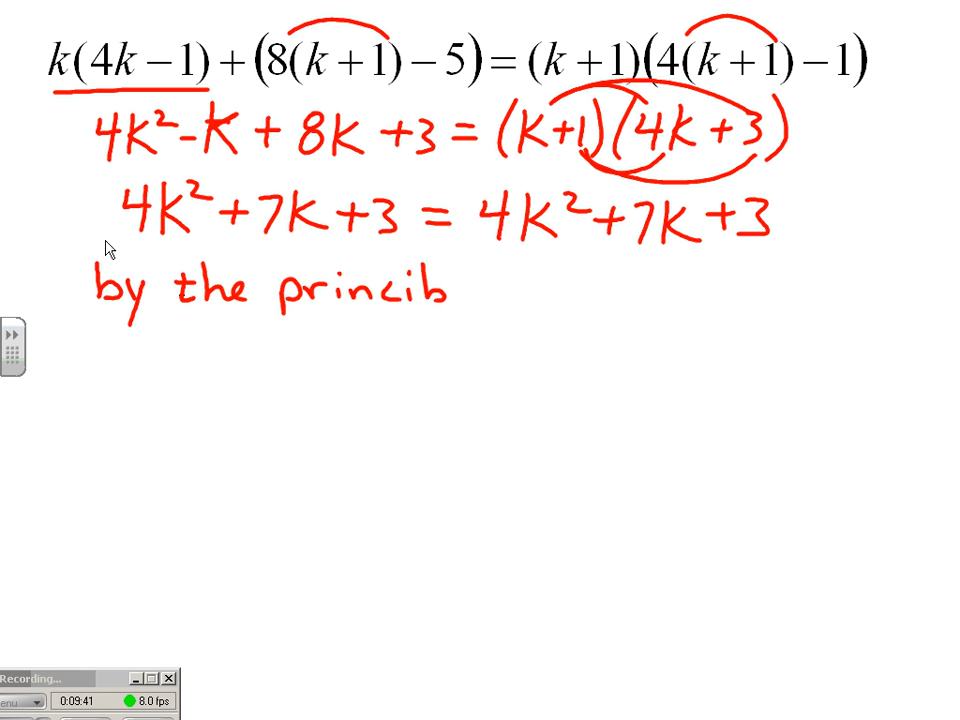 k(4k − 1) + (8(k + 1) − 5) = (k + 1)(4(k + 1) − 1)
4K² - K + 8K + 3 = (K + 1)(4K + 3)
4K² + 7K + 3 = 4K² + 7K + 3
by the princib
Recording...
enu
0:09:41
8.0 fps